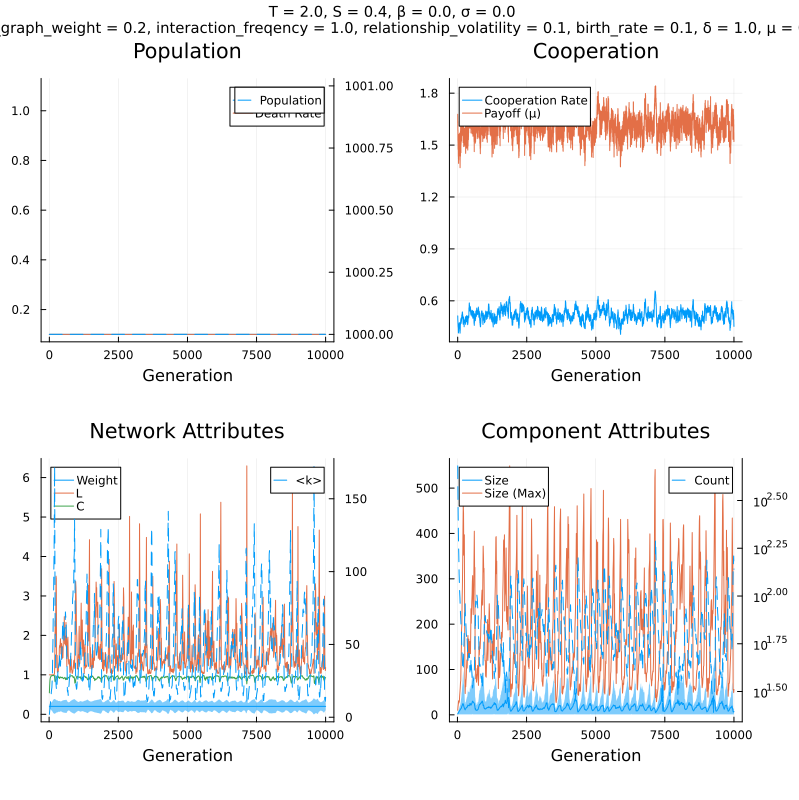 T = 2.0, S = 0.4, β = 0.0, σ = 0.0
_graph_weight = 0.2, interaction_freqency = 1.0, relationship_volatility = 0.1, birth_rate = 0.1, δ = 1.0, μ =
Population
Cooperation
Population
Death Rate
1.0
0.8
0.6
0.4
0.2
1001.00
1000.75
1000.50
1000.25
1000.00
0 2500 5000 7500 10000
Generation
Cooperation Rate
Payoff (μ)
1.8
1.5
1.2
0.9
0.6
0 2500 5000 7500 10000
Generation
Network Attributes
Component Attributes
Weight
L
C
<k>
6
5
4
3
2
1
0
150
100
50
0
0 2500 5000 7500 10000
Generation
Size
Size (Max)
Count
500
400
300
200
100
0
10^2.50
10^2.25
10^2.00
10^1.75
10^1.50
0 2500 5000 7500 10000
Generation